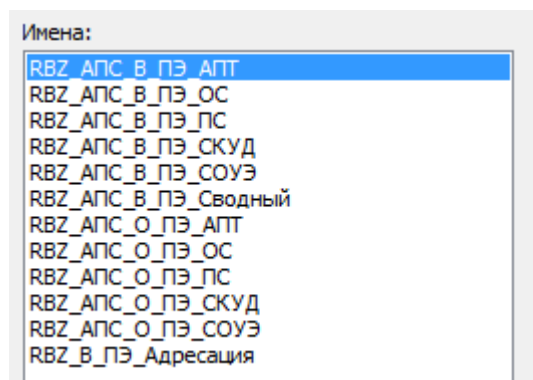 Имена:
RBZ_АПС_В_ПЭ_АПТ
RBZ_АПС_В_ПЭ_ОС
RBZ_АПС_В_ПЭ_ПС
RBZ_АПС_В_ПЭ_СКУД
RBZ_АПС_В_ПЭ_СОУЭ
RBZ_АПС_В_ПЭ_Сводный
RBZ_АПС_О_ПЭ_АПТ
RBZ_АПС_О_ПЭ_ОС
RBZ_АПС_О_ПЭ_ПС
RBZ_АПС_О_ПЭ_СКУД
RBZ_АПС_О_ПЭ_СОУЭ
RBZ_В_ПЭ_Адресация